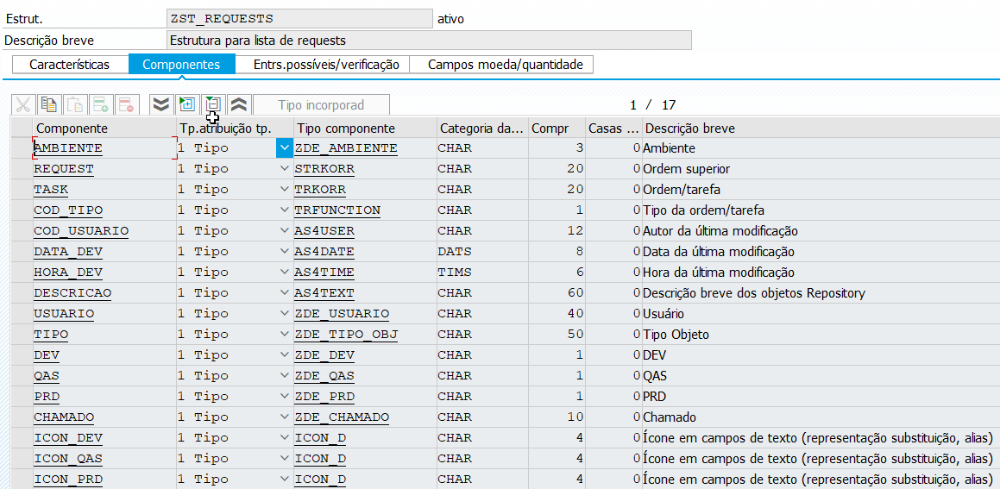 Estrut. ZST_REQUESTS ativo
Descrição breve Estrutura para lista de requests
Características Componentes Entrs.possíveis/verificação Campos moeda/quantidade
Tipo incorporad 1 / 17
Componente Tp.atribuição tp. Tipo componente Categoria da... Compr Casas ... Descrição breve
AMBIENTE 1 Tipo ZDE_AMBIENTE CHAR 3 0 Ambiente
REQUEST 1 Tipo STRKORR CHAR 20 0 Ordem superior
TASK 1 Tipo TRKORR CHAR 20 0 Ordem/tarefa
COD_TIPO 1 Tipo TRFUNCTION CHAR 1 0 Tipo da ordem/tarefa
COD_USUARIO 1 Tipo AS4USER CHAR 12 0 Autor da última modificação
DATA_DEV 1 Tipo AS4DATE DATS 8 0 Data da última modificação
HORA_DEV 1 Tipo AS4TIME TIMS 6 0 Hora da última modificação
DESCRICAO 1 Tipo AS4TEXT CHAR 60 0 Descrição breve dos objetos Repository
USUARIO 1 Tipo ZDE_USUARIO CHAR 40 0 Usuário
TIPO 1 Tipo ZDE_TIPO_OBJ CHAR 50 0 Tipo Objeto
DEV 1 Tipo ZDE_DEV CHAR 1 0 DEV
QAS 1 Tipo ZDE_QAS CHAR 1 0 QAS
PRD 1 Tipo ZDE_PRD CHAR 1 0 PRD
CHAMADO 1 Tipo ZDE_CHAMADO CHAR 10 0 Chamado
ICON_DEV 1 Tipo ICON_D CHAR 4 0 Ícone em campos de texto (representação substituição, alias)
ICON_QAS 1 Tipo ICON_D CHAR 4 0 Ícone em campos de texto (representação substituição, alias)
ICON_PRD 1 Tipo ICON_D CHAR 4 0 Ícone em campos de texto (representação substituição, alias)